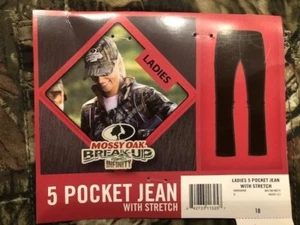 LADIES
MOSSY OAK
BREAK-UP
INFINITY
5 POCKET JEAN
WITH STRETCH
LADIES 5 POCKET JEAN
WITH STRETCH
18